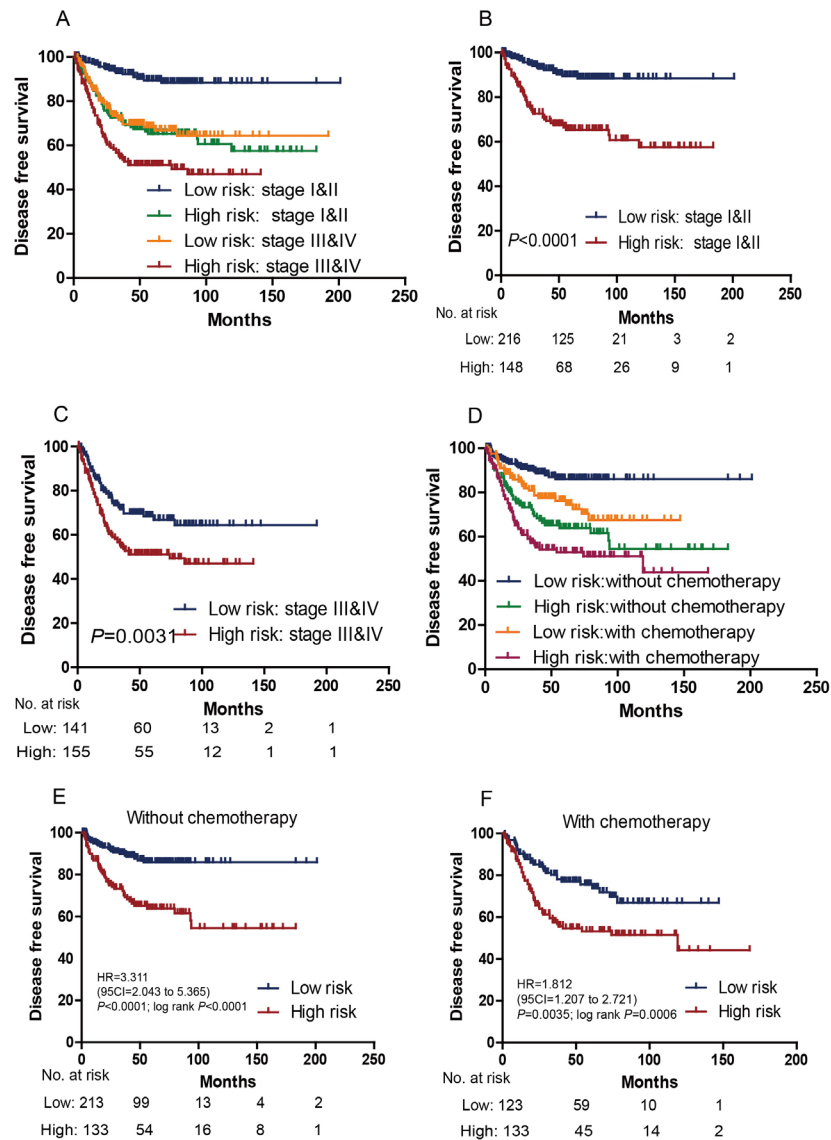 A
Disease free survival
100
80
60
40
20
0
Low risk: stage I&II
High risk: stage I&II
Low risk: stage III&IV
High risk: stage III&IV
0 50 100 150 200 250
Months
B
Disease free survival
100
80
60
40
20
0
Low risk: stage I&II
High risk: stage I&II
P<0.0001
0 50 100 150 200 250
Months
No. at risk
Low: 216 125 21 3 2
High: 148 68 26 9 1
C
Disease free survival
100
80
60
40
20
0
Low risk: stage III&IV
High risk: stage III&IV
P=0.0031
0 50 100 150 200 250
Months
No. at risk
Low: 141 60 13 2 1
High: 155 55 12 1 1
D
Disease free survival
100
80
60
40
20
0
Low risk:without chemotherapy
High risk:without chemotherapy
Low risk:with chemotherapy
High risk:with chemotherapy
0 50 100 150 200 250
Months
E
Without chemotherapy
Disease free survival
100
80
60
40
20
0
HR=3.311
(95CI=2.043 to 5.365)
P<0.0001; log rank P<0.0001
Low risk
High risk
0 50 100 150 200 250
Months
No. at risk
Low: 213 99 13 4 2
High: 133 54 16 8 1
F
With chemotherapy
Disease free survival
100
80
60
40
20
0
HR=1.812
(95CI=1.207 to 2.721)
P=0.0035; log rank P=0.0006
Low risk
High risk
0 50 100 150 200
Months
No. at risk
Low: 123 59 10 1
High: 133 45 14 2